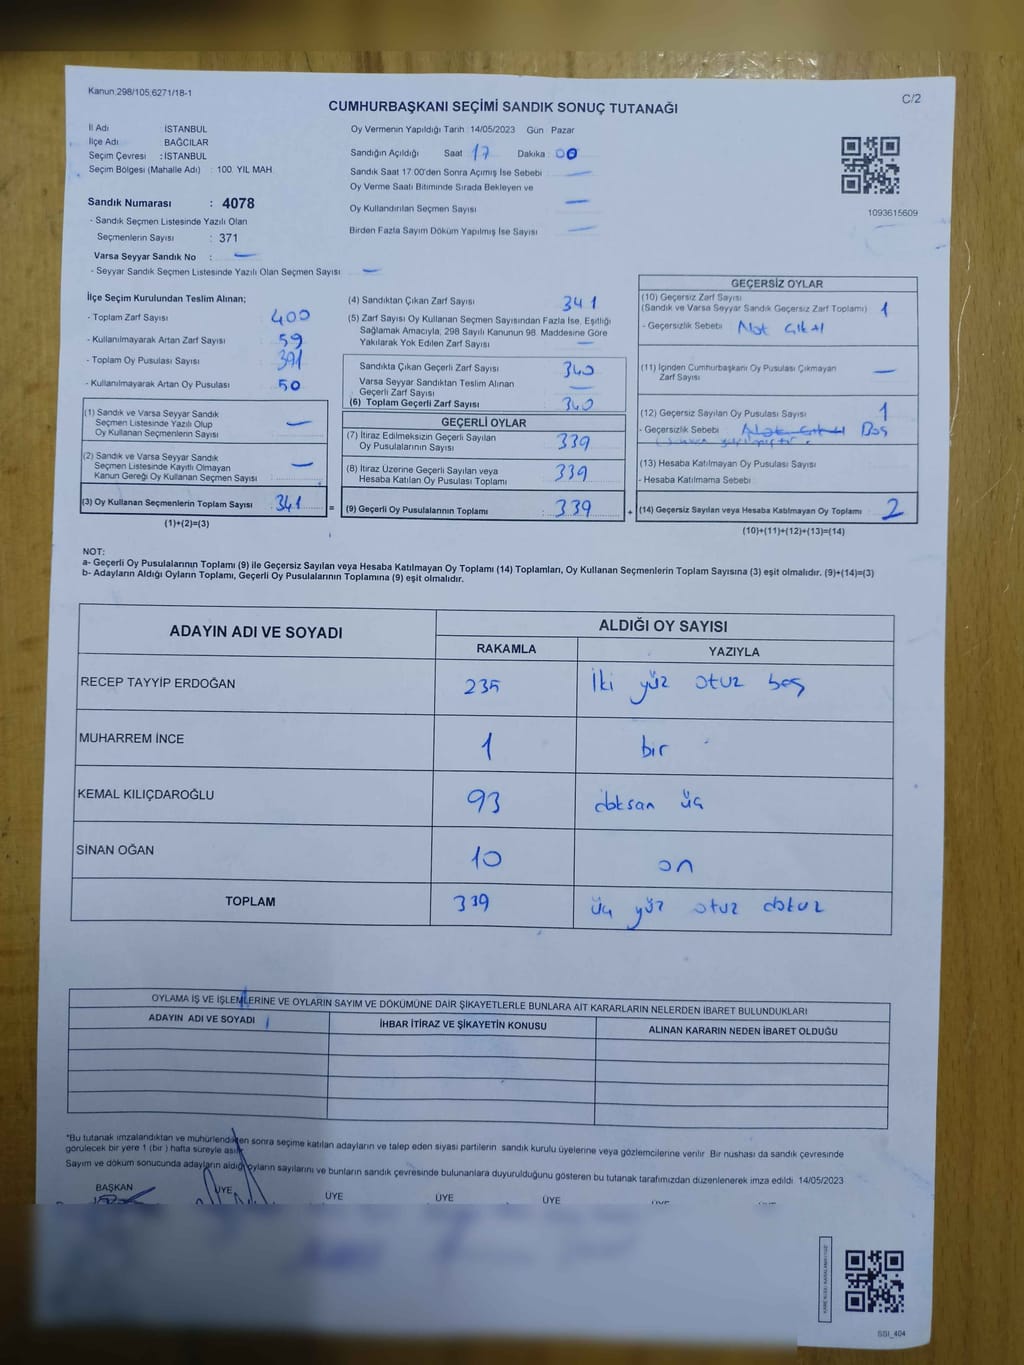 Kanun.298/105,6271/18-1
C/2
CUMHURBAŞKANI SEÇİMİ SANDIK SONUÇ TUTANAĞI
İl Adı : İSTANBUL
İlçe Adı BAĞCILAR
Seçim Çevresi : İSTANBUL
Seçim Bölgesi (Mahalle Adı) : 100. YIL MAH.
Sandık Numarası : 4078
- Sandık Seçmen Listesinde Yazılı Olan
Seçmenlerin Sayısı : 371
Varsa Seyyar Sandık No : —
- Seyyar Sandık Seçmen Listesinde Yazılı Olan Seçmen Sayısı —
Oy Vermenin Yapıldığı Tarih : 14/05/2023 Gün Pazar
Sandığın Açıldığı Saat 17 Dakika : 00
Sandık Saat 17:00'den Sonra Açımış İse Sebebi : —
Oy Verme Saati Bitiminde Sırada Bekleyen ve
Oy Kullandırılan Seçmen Sayısı —
Birden Fazla Sayım Döküm Yapılmış İse Sayısı —
1093615609
İlçe Seçim Kurulundan Teslim Alınan;
- Toplam Zarf Sayısı 400
- Kullanılmayarak Artan Zarf Sayısı 59
- Toplam Oy Pusulası Sayısı 391
- Kullanılmayarak Artan Oy Pusulası 50
(1) Sandık ve Varsa Seyyar Sandık
Seçmen Listesinde Yazılı Olup
Oy Kullanan Seçmenlerin Sayısı —
(2) Sandık ve Varsa Seyyar Sandık
Seçmen Listesinde Kayıtlı Olmayan
Kanun Gereği Oy Kullanan Seçmen Sayısı —
(3) Oy Kullanan Seçmenlerin Toplam Sayısı 341
(1)+(2)=(3)
=
(4) Sandıktan Çıkan Zarf Sayısı 341
(5) Zarf Sayısı Oy Kullanan Seçmen Sayısından Fazla İse, Eşitliği
Sağlamak Amacıyla, 298 Sayılı Kanunun 98. Maddesine Göre
Yakılarak Yok Edilen Zarf Sayısı —
Sandıkta Çıkan Geçerli Zarf Sayısı 340
Varsa Seyyar Sandıktan Teslim Alınan
Geçerli Zarf Sayısı —
(6) Toplam Geçerli Zarf Sayısı 340
GEÇERLİ OYLAR
(7) İtiraz Edilmeksizin Geçerli Sayılan
Oy Pusulasının Sayısı 339
(8) İtiraz Üzerine Geçerli Sayılan veya
Hesaba Katılan Oy Pusulası Toplamı 339
(9) Geçerli Oy Pusulalarının Toplamı 339
+
GEÇERSİZ OYLAR
(10) Geçersiz Zarf Sayısı
(Sandık ve Varsa Seyyar Sandık Geçersiz Zarf Toplamı) 1
- Geçersizlik Sebebi
(11) İçinden Cumhurbaşkanı Oy Pusulası Çıkmayan
Zarf Sayısı —
(12) Geçersiz Sayılan Oy Pusulası Sayısı 1
- Geçersizlik Sebebi Boş
(13) Hesaba Katılmayan Oy Pusulası Sayısı
- Hesaba Katılmama Sebebi
(14) Geçersiz Sayılan veya Hesaba Katılmayan Oy Toplamı 2
(10)+(11)+(12)+(13)=(14)
NOT:
a- Geçerli Oy Pusulalarının Toplamı (9) ile Geçersiz Sayılan veya Hesaba Katılmayan Oy Toplamı (14) Toplamları, Oy Kullanan Seçmenlerin Toplam Sayısına (3) eşit olmalıdır. (9)+(14)=(3)
b- Adayların Aldığı Oyların Toplamı, Geçerli Oy Pusulalarının Toplamına (9) eşit olmalıdır.
ADAYIN ADI VE SOYADI
ALDIĞI OY SAYISI
RAKAMLA YAZIYLA
RECEP TAYYİP ERDOĞAN 235 İki yüz otuz beş
MUHARREM İNCE 1 bir
KEMAL KILIÇDAROĞLU 93 doksan üç
SİNAN OĞAN 10 on
TOPLAM 339 üç yüz otuz dokuz
OYLAMA İŞ VE İŞLEMLERİNE VE OYLARIN SAYIM VE DÖKÜMÜNE DAİR ŞİKAYETLERLE BUNLARA AİT KARARLARIN NELERDEN İBARET BULUNDUKLARI
ADAYIN ADI VE SOYADI İHBAR İTİRAZ VE ŞİKAYETİN KONUSU ALINAN KARARIN NEDEN İBARET OLDUĞU
*Bu tutanak imzalandıktan ve mühürlendikten sonra seçime katılan adayların ve talep eden siyasi partilerin sandık kurulu üyelerine veya gözlemcilerine verilir. Bir nüshası da sandık çevresinde
görülecek bir yere 1 (bir) hafta süreyle asılır.
Sayım ve döküm sonucunda adayların aldığı oyların sayılarını ve bunların sandık çevresinde bulunanlara duyurulduğunu gösteren bu tutanak tarafımızdan düzenlenerek imza edildi. 14/05/2023
BAŞKAN ÜYE ÜYE ÜYE ÜYE
SSI_404